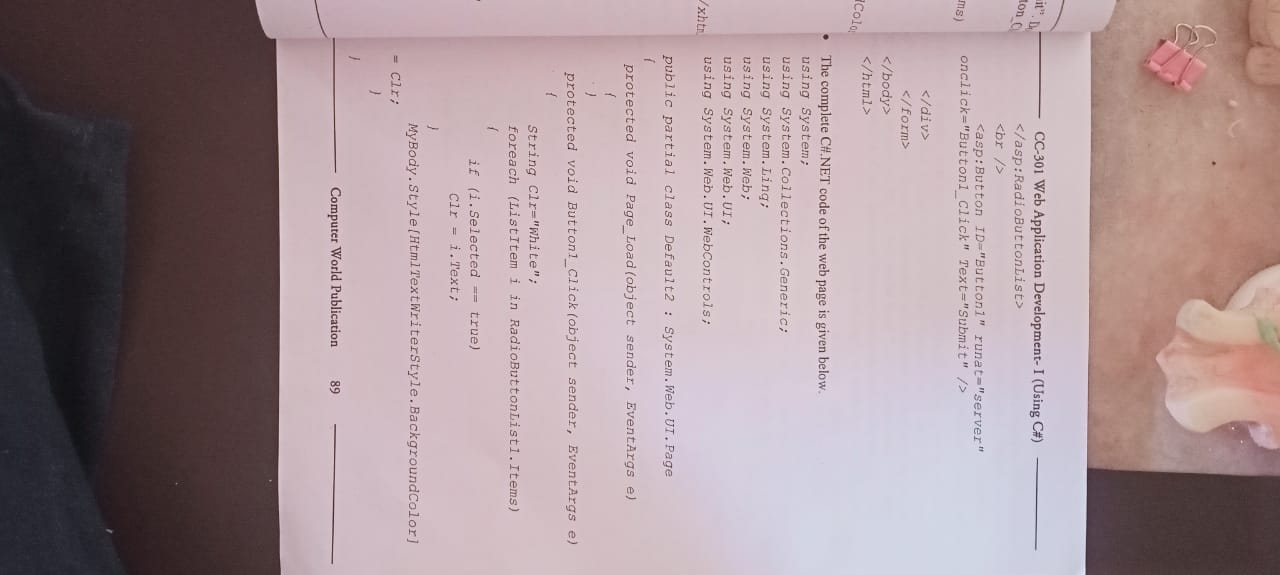 CC-301 Web Application Development- I (Using C#)
</asp:RadioButtonList>
<br />
<asp:Button ID="Button1" runat="server"
onclick="Button1_Click" Text="Submit" />
</div>
</form>
</body>
</html>
• The complete C#.NET code of the web page is given below.
using System;
using System.Collections.Generic;
using System.Linq;
using System.Web;
using System.Web.UI;
using System.Web.UI.WebControls;
public partial class Default2 : System.Web.UI.Page
{
protected void Page_Load(object sender, EventArgs e)
{
}
protected void Button1_Click(object sender, EventArgs e)
{
String Clr="White";
foreach (ListItem i in RadioButtonList1.Items)
{
if (i.Selected == true)
Clr = i.Text;
}
MyBody.Style[HtmlTextWriterStyle.BackgroundColor]
= Clr;
}
}
Computer World Publication 89